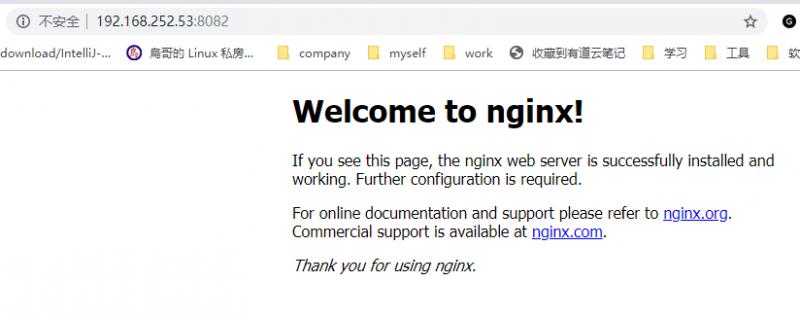 不安全 | 192.168.252.53:8082
download/IntelliJ-... 鳥哥的 Linux 私房... company myself work 收藏到有道云笔记 学习 工具 软
Welcome to nginx!
If you see this page, the nginx web server is successfully installed and
working. Further configuration is required.
For online documentation and support please refer to nginx.org.
Commercial support is available at nginx.com.
Thank you for using nginx.